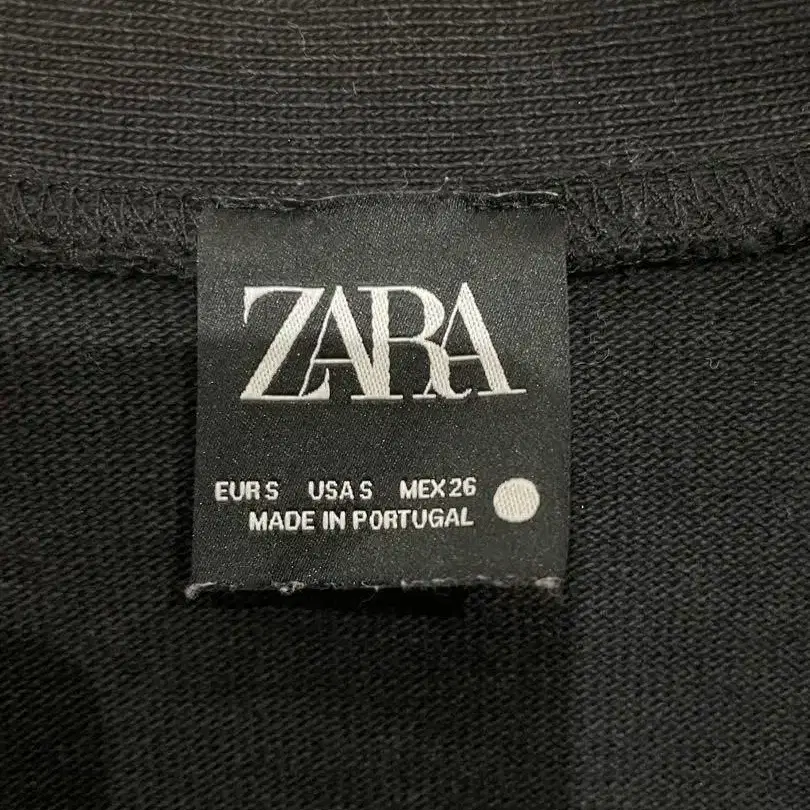 ZARA
EUR S USA S MEX 26
MADE IN PORTUGAL